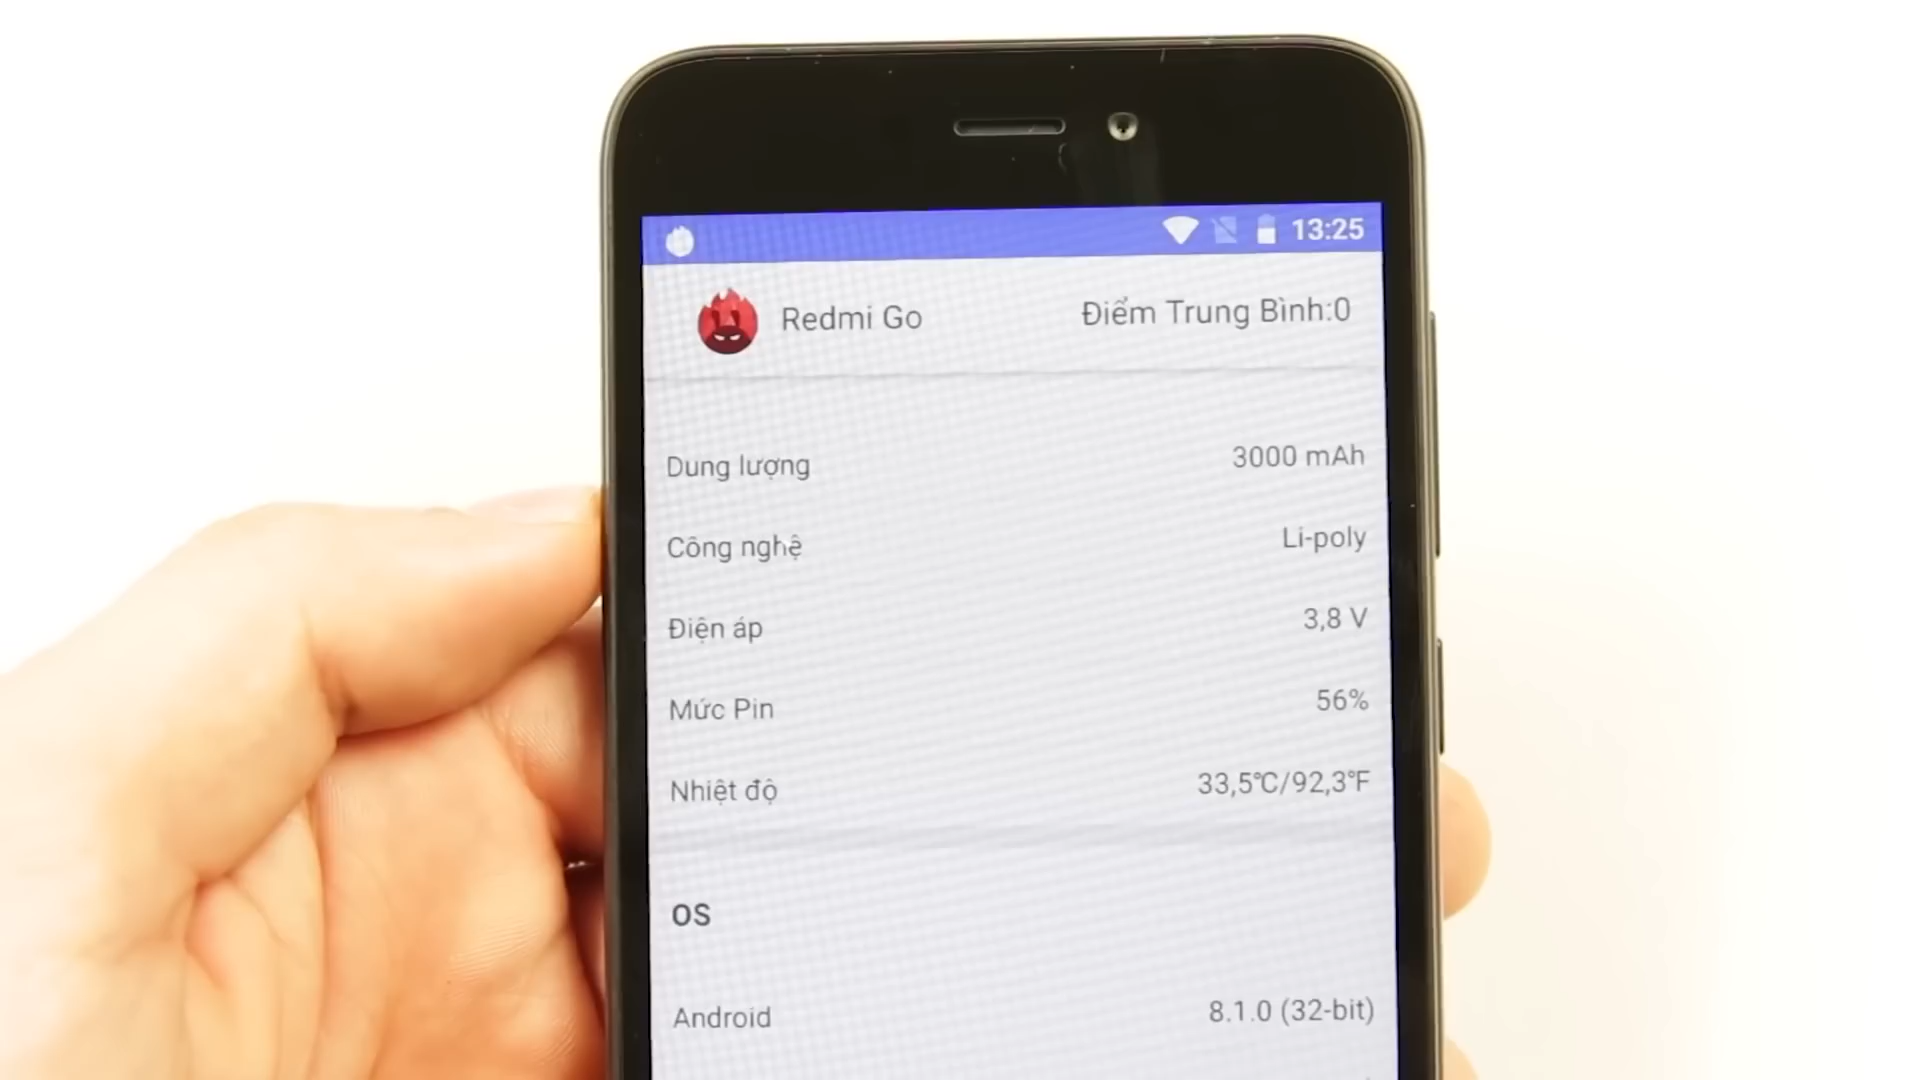 13:25
Redmi Go Điểm Trung Bình:0
Dung lượng 3000 mAh
Công nghệ Li-poly
Điện áp 3,8 V
Mức Pin 56%
Nhiệt độ 33,5℃/92,3℉
OS
Android 8.1.0 (32-bit)